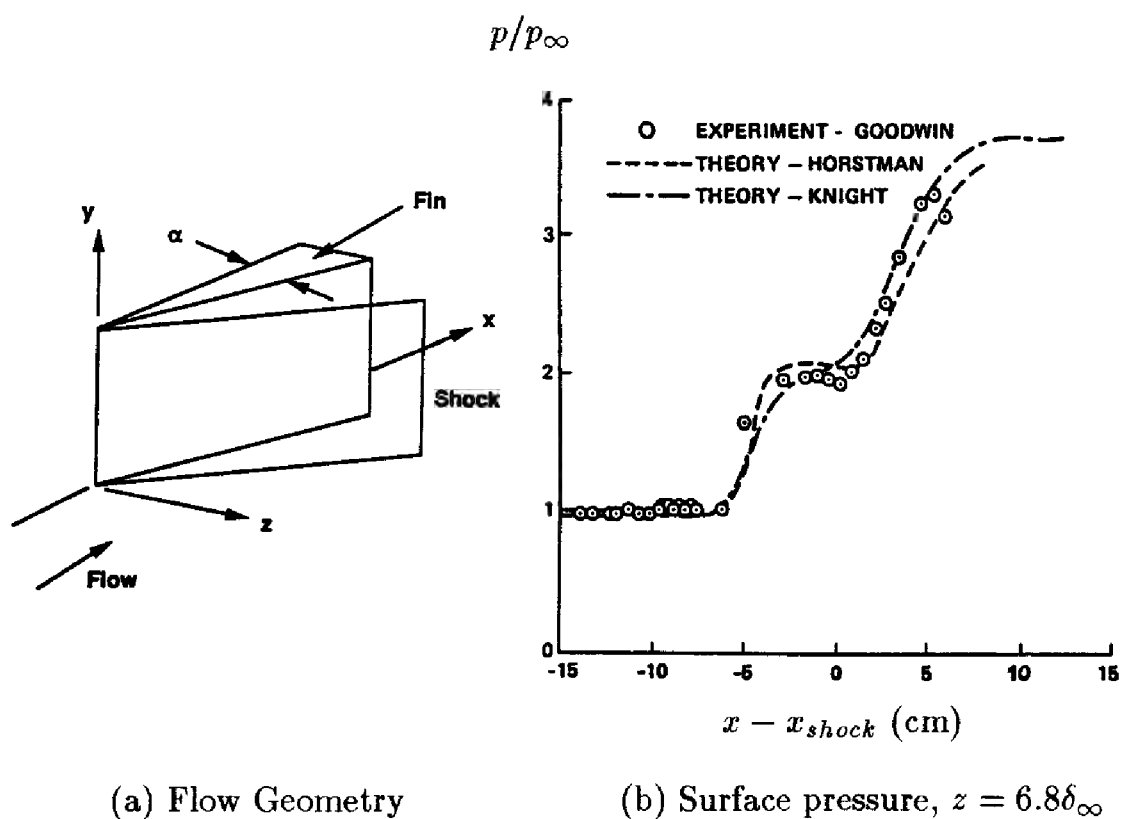 p/p∞
y
α
Fin
x
Shock
z
Flow
4
3
2
1
0
EXPERIMENT - GOODWIN
THEORY – HORSTMAN
THEORY – KNIGHT
-15
-10
-5
0
5
10
15
x − x_shock (cm)
(a) Flow Geometry
(b) Surface pressure, z = 6.8δ∞